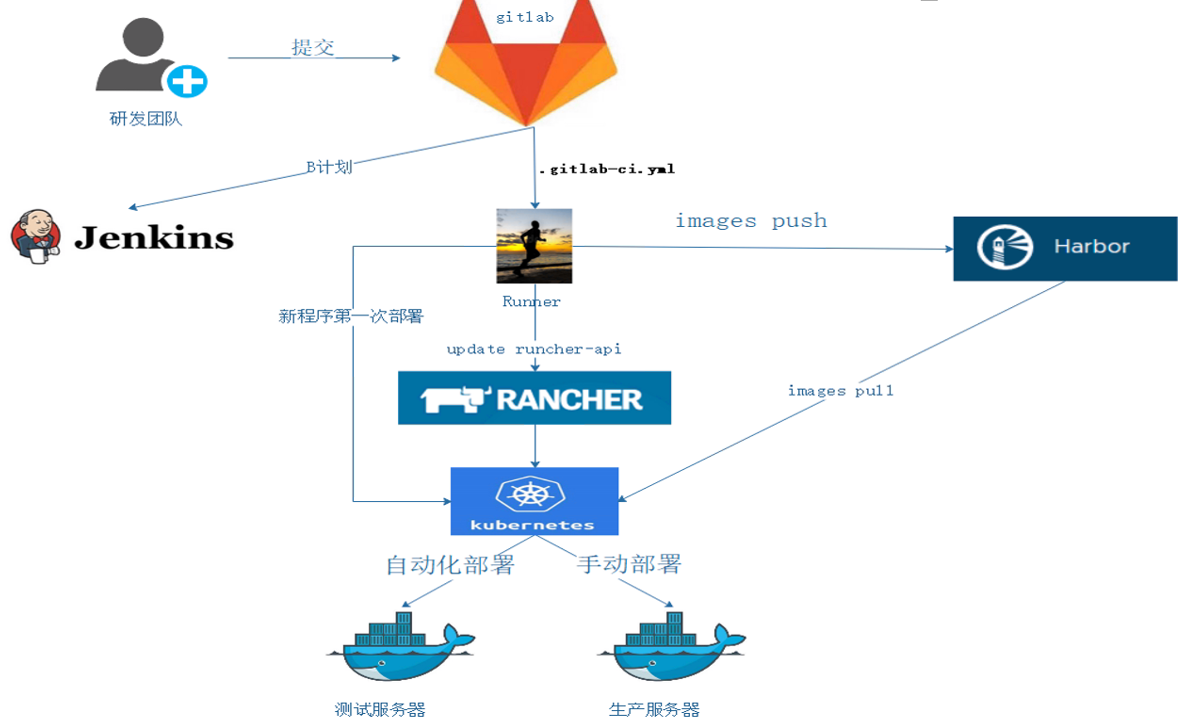 gitlab
提交
研发团队
B计划
.gitlab-ci.yml
Jenkins
images push
Harbor
Runner
新程序第一次部署
update runcher-api
RANCHER
images pull
kubernetes
自动化部署
手动部署
测试服务器
生产服务器